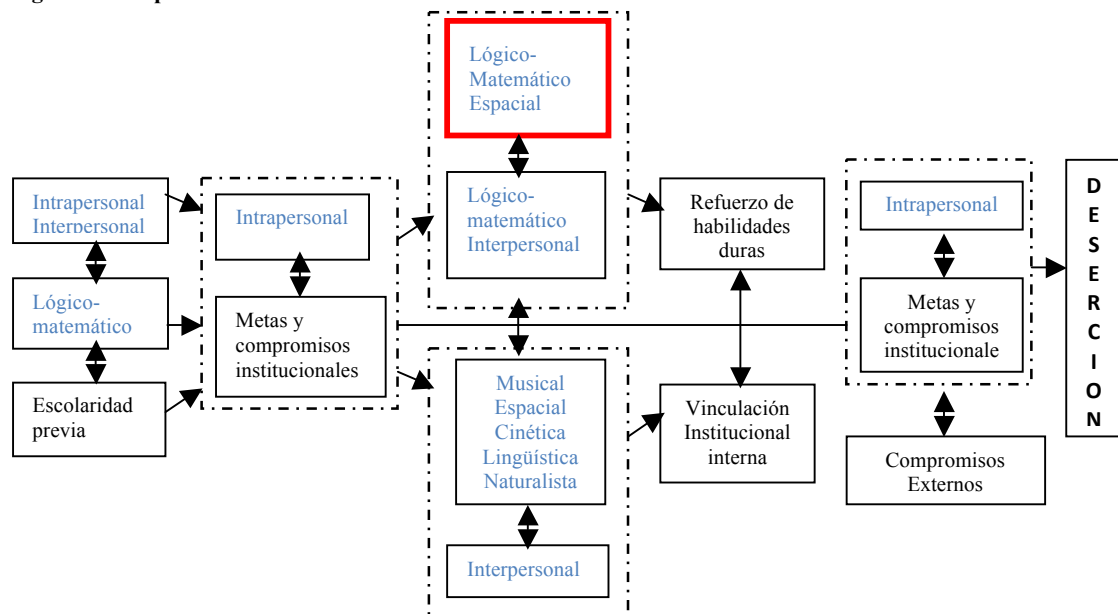 Lógico-
Matemático
Espacial
Intrapersonal
Interpersonal
Lógico-
matemático
Escolaridad
previa
Intrapersonal
Metas y
compromisos
institucionales
Lógico-
matemático
Interpersonal
Musical
Espacial
Cinética
Lingüística
Naturalista
Interpersonal
Refuerzo de
habilidades
duras
Vinculación
Institucional
interna
Intrapersonal
Metas y
compromisos
institucionale
Compromisos
Externos
D
E
S
E
R
C
I
O
N